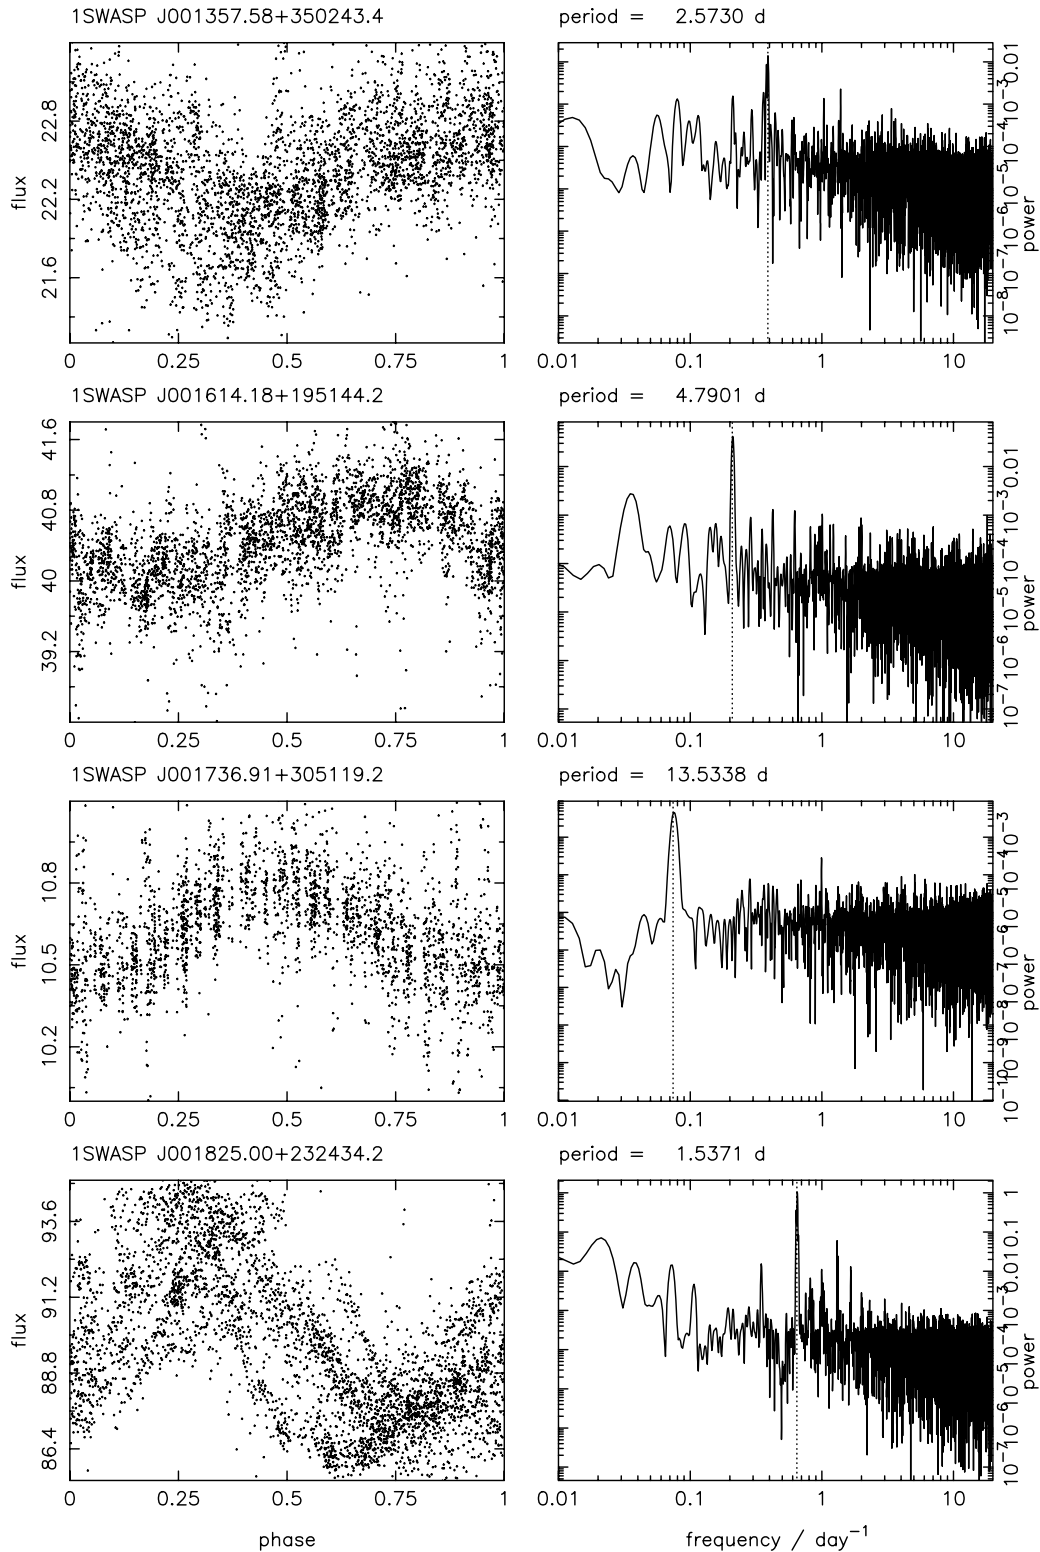 1SWASP J001357.58+350243.4 period = 2.5730 d
flux
22.8
22.2
21.6
0 0.25 0.5 0.75 1
0.01
10⁻³
10⁻⁴
10⁻⁵
10⁻⁶
10⁻⁷
10⁻⁸
power
0.01 0.1 1 10
1SWASP J001614.18+195144.2 period = 4.7901 d
flux
41.6
40.8
40
39.2
0 0.25 0.5 0.75 1
0.01
10⁻³
10⁻⁴
10⁻⁵
10⁻⁶
10⁻⁷
power
0.01 0.1 1 10
1SWASP J001736.91+305119.2 period = 13.5338 d
flux
10.8
10.5
10.2
0 0.25 0.5 0.75 1
10⁻³
10⁻⁴
10⁻⁵
10⁻⁶
10⁻⁷
10⁻⁸
10⁻⁹
10⁻¹⁰
power
0.01 0.1 1 10
1SWASP J001825.00+232434.2 period = 1.5371 d
flux
93.6
91.2
88.8
86.4
0 0.25 0.5 0.75 1
1
0.1
0.01
10⁻³
10⁻⁴
10⁻⁵
10⁻⁶
10⁻⁷
power
0.01 0.1 1 10
phase frequency / day⁻¹